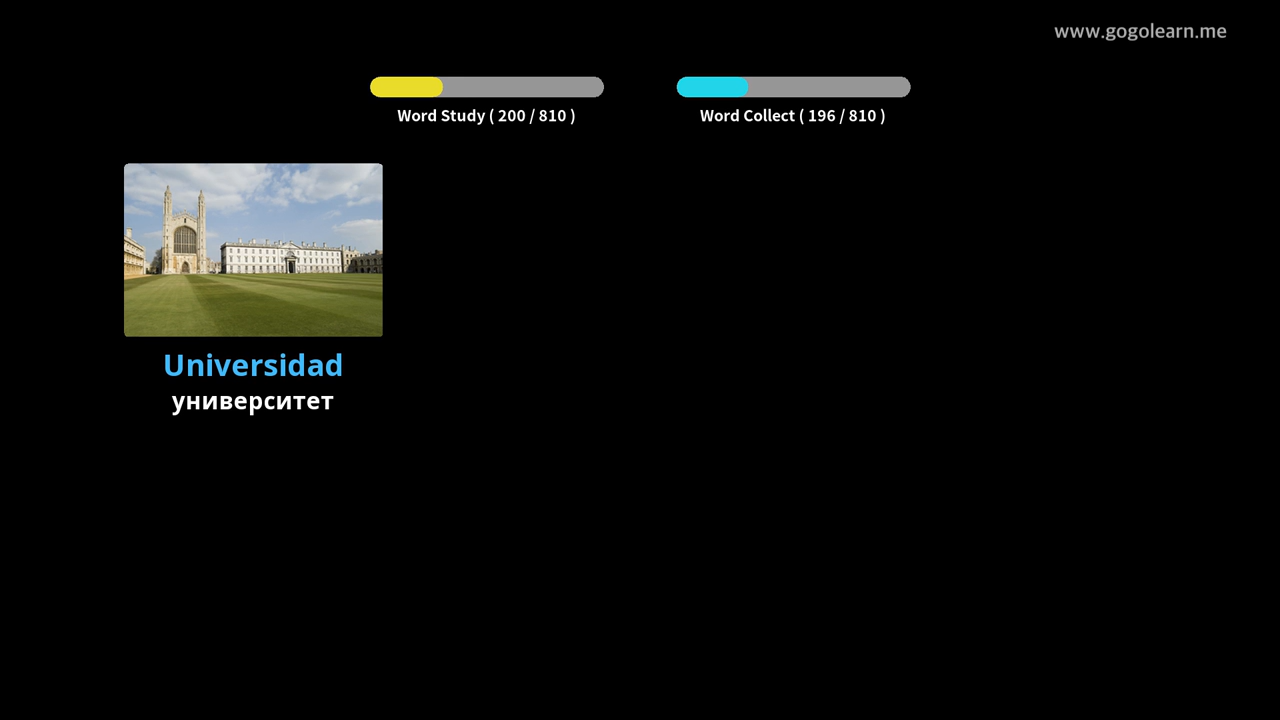 www.gogolearn.me
Word Study ( 200 / 810 )
Word Collect ( 196 / 810 )
Universidad
университет